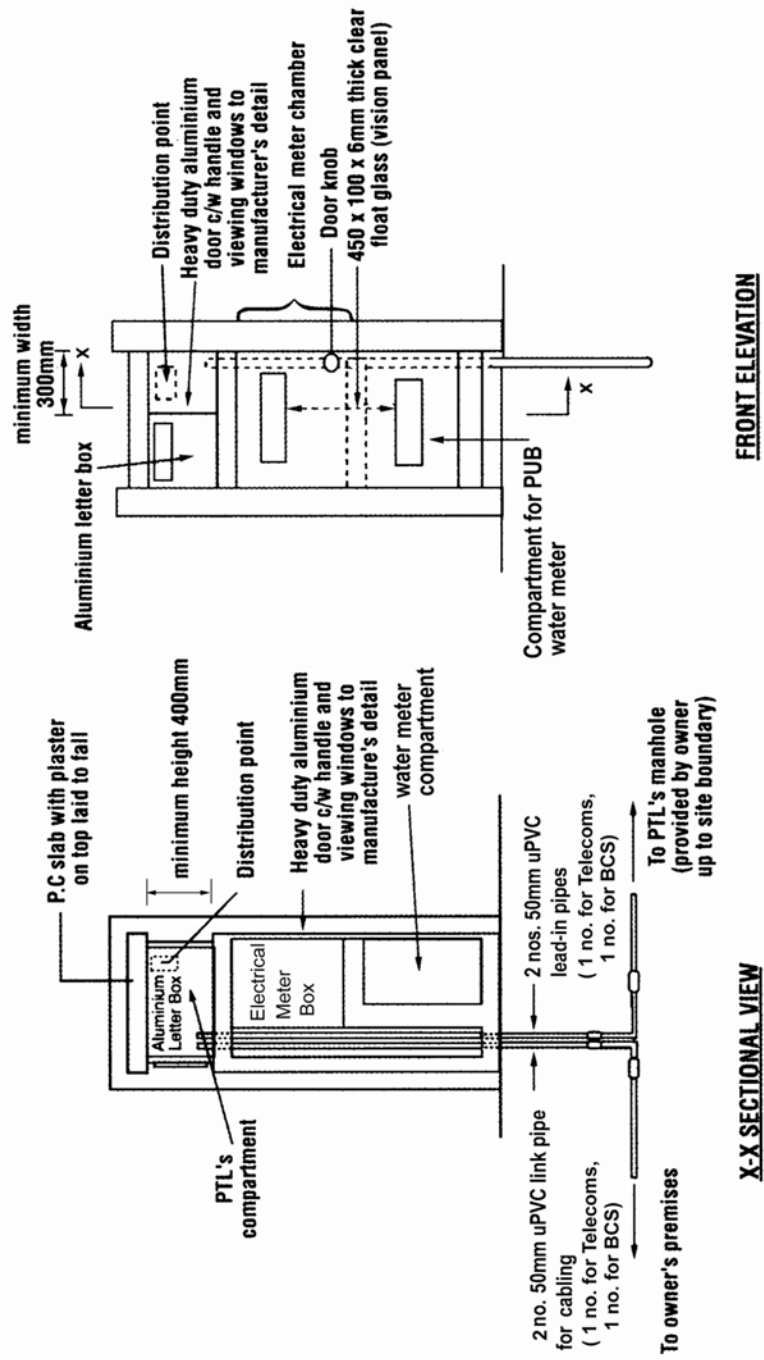 P.C slab with plaster
on top laid to fall
minimum height 400mm
Distribution point
Heavy duty aluminium
door c/w handle and
viewing windows to
manufacture's detail
water meter
compartment
Aluminium
Letter Box
Electrical
Meter
Box
PTL's
compartment
2 nos. 50mm uPVC
lead-in pipes
( 1 no. for Telecoms,
1 no. for BCS)
2 no. 50mm uPVC link pipe
for cabling
( 1 no. for Telecoms,
1 no. for BCS)
To PTL's manhole
(provided by owner
up to site boundary)
To owner's premises
X-X SECTIONAL VIEW
minimum width
300mm
X
Aluminium letter box
Distribution point
Heavy duty aluminium
door c/w handle and
viewing windows to
manufacturer's detail
Electrical meter chamber
Door knob
450 x 100 x 6mm thick clear
float glass (vision panel)
X
Compartment for PUB
water meter
FRONT ELEVATION